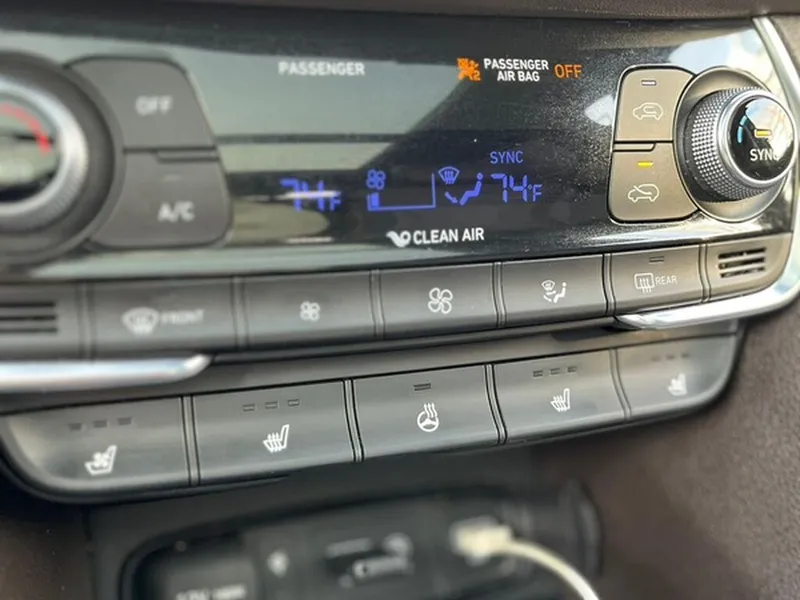 PASSENGER
PASSENGER
AIR BAG
OFF
OFF
SYNC
74°F
74°F
SYNC
A/C
CLEAN AIR
FRONT
REAR